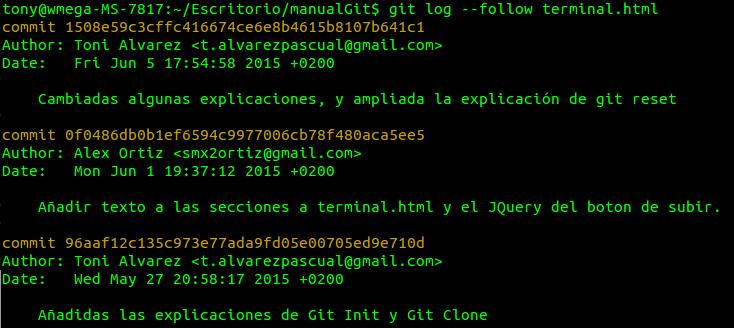 tony@wmega-MS-7817:~/Escritorio/manualGit$ git log --follow terminal.html
commit 1508e59c3cffc416674ce6e8b4615b8107b641c1
Author: Toni Alvarez <t.alvarezpascual@gmail.com>
Date:   Fri Jun 5 17:54:58 2015 +0200
Cambiadas algunas explicaciones, y ampliada la explicación de git reset
commit 0f0486db0b1ef6594c9977006cb78f480aca5ee5
Author: Alex Ortiz <smx2ortiz@gmail.com>
Date:   Mon Jun 1 19:37:12 2015 +0200
Añadir texto a las secciones a terminal.html y el JQuery del boton de subir.
commit 96aaf12c135c973e77ada9fd05e00705ed9e710d
Author: Toni Alvarez <t.alvarezpascual@gmail.com>
Date:   Wed May 27 20:58:17 2015 +0200
Añadidas las explicaciones de Git Init y Git Clone